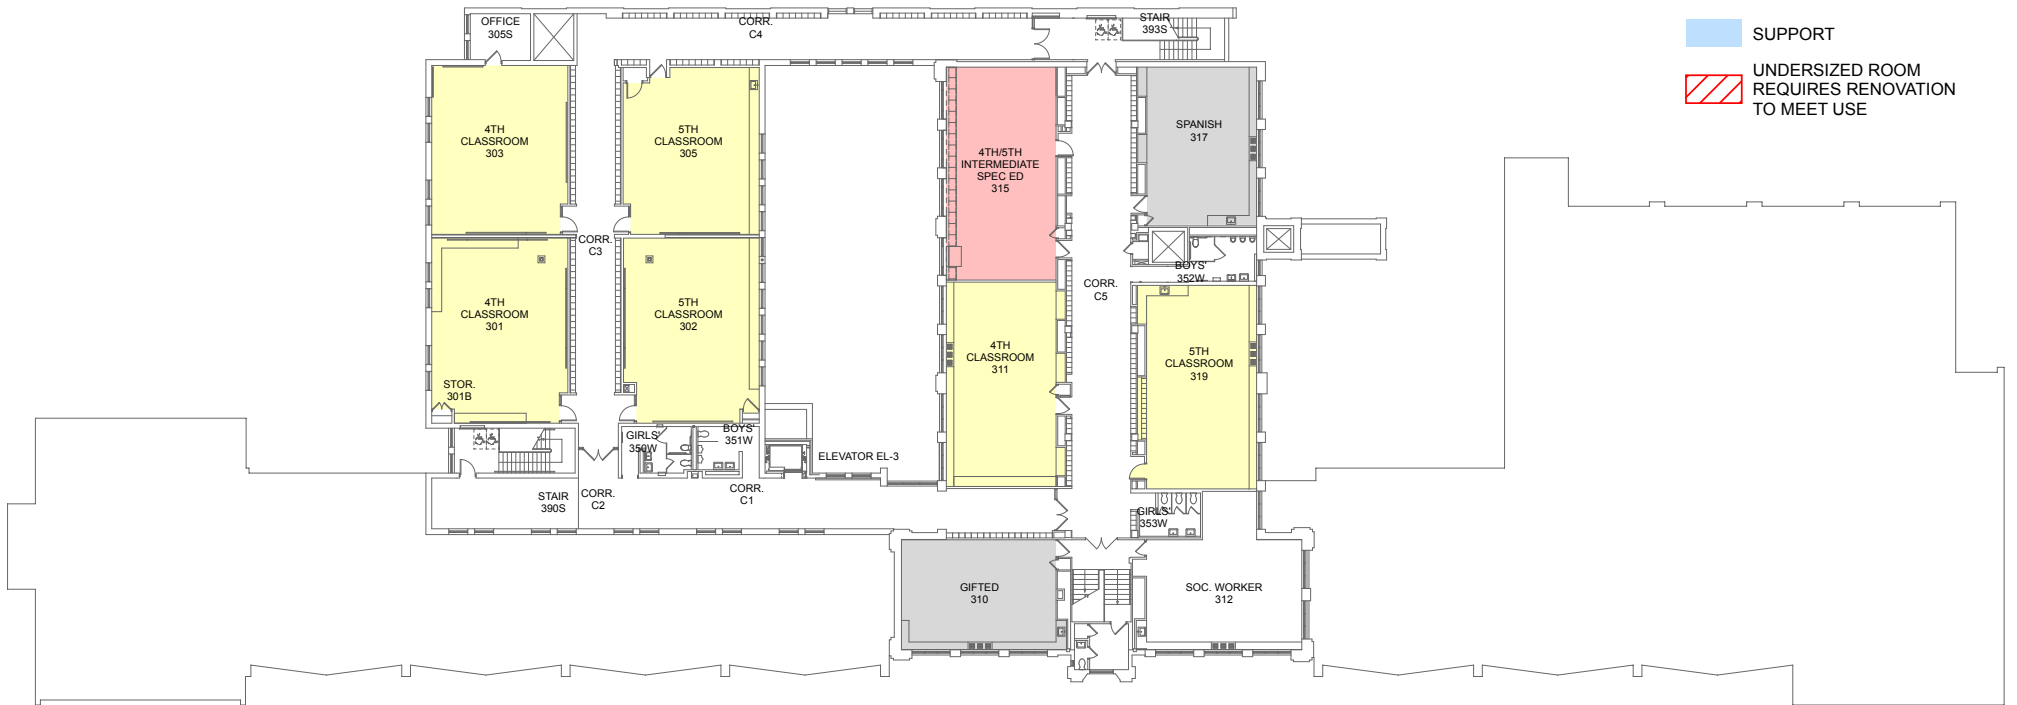 OFFICE
305S
CORR.
C4
STAIR
393S
SUPPORT
UNDERSIZED ROOM
REQUIRES RENOVATION
TO MEET USE
4TH
CLASSROOM
303
5TH
CLASSROOM
305
4TH/5TH
INTERMEDIATE
SPEC ED
315
SPANISH
317
CORR.
C3
BOYS'
352W
CORR.
C5
4TH
CLASSROOM
301
5TH
CLASSROOM
302
4TH
CLASSROOM
311
5TH
CLASSROOM
319
STOR.
301B
GIRLS'
350W
BOYS'
351W
ELEVATOR EL-3
STAIR
390S
CORR.
C2
CORR.
C1
GIRLS'
353W
GIFTED
310
SOC. WORKER
312